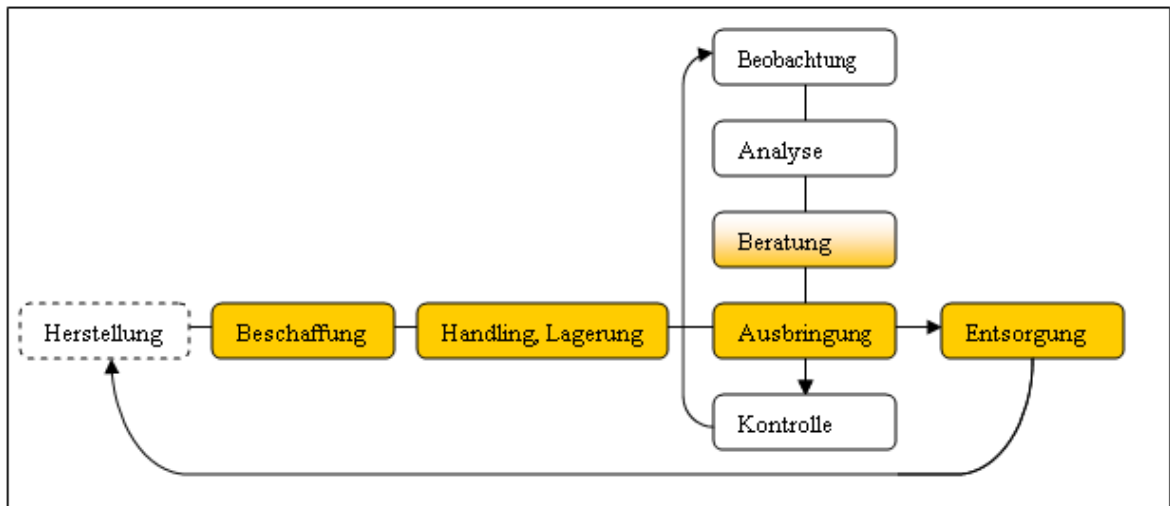 Beobachtung
Analyse
Beratung
Herstellung
Beschaffung
Handling, Lagerung
Ausbringung
Entsorgung
Kontrolle